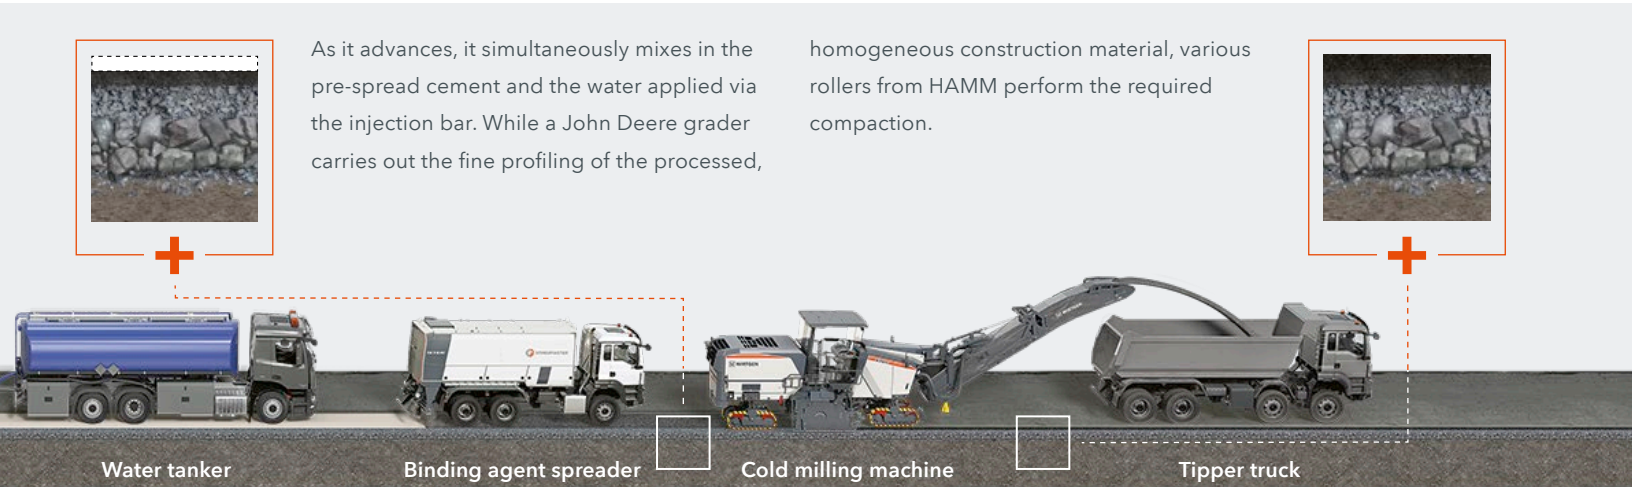 As it advances, it simultaneously mixes in the
pre-spread cement and the water applied via
the injection bar. While a John Deere grader
carries out the fine profiling of the processed,
homogeneous construction material, various
rollers from HAMM perform the required
compaction.
WIRTGEN
WIRTGEN
Water tanker
Binding agent spreader
Cold milling machine
Tipper truck